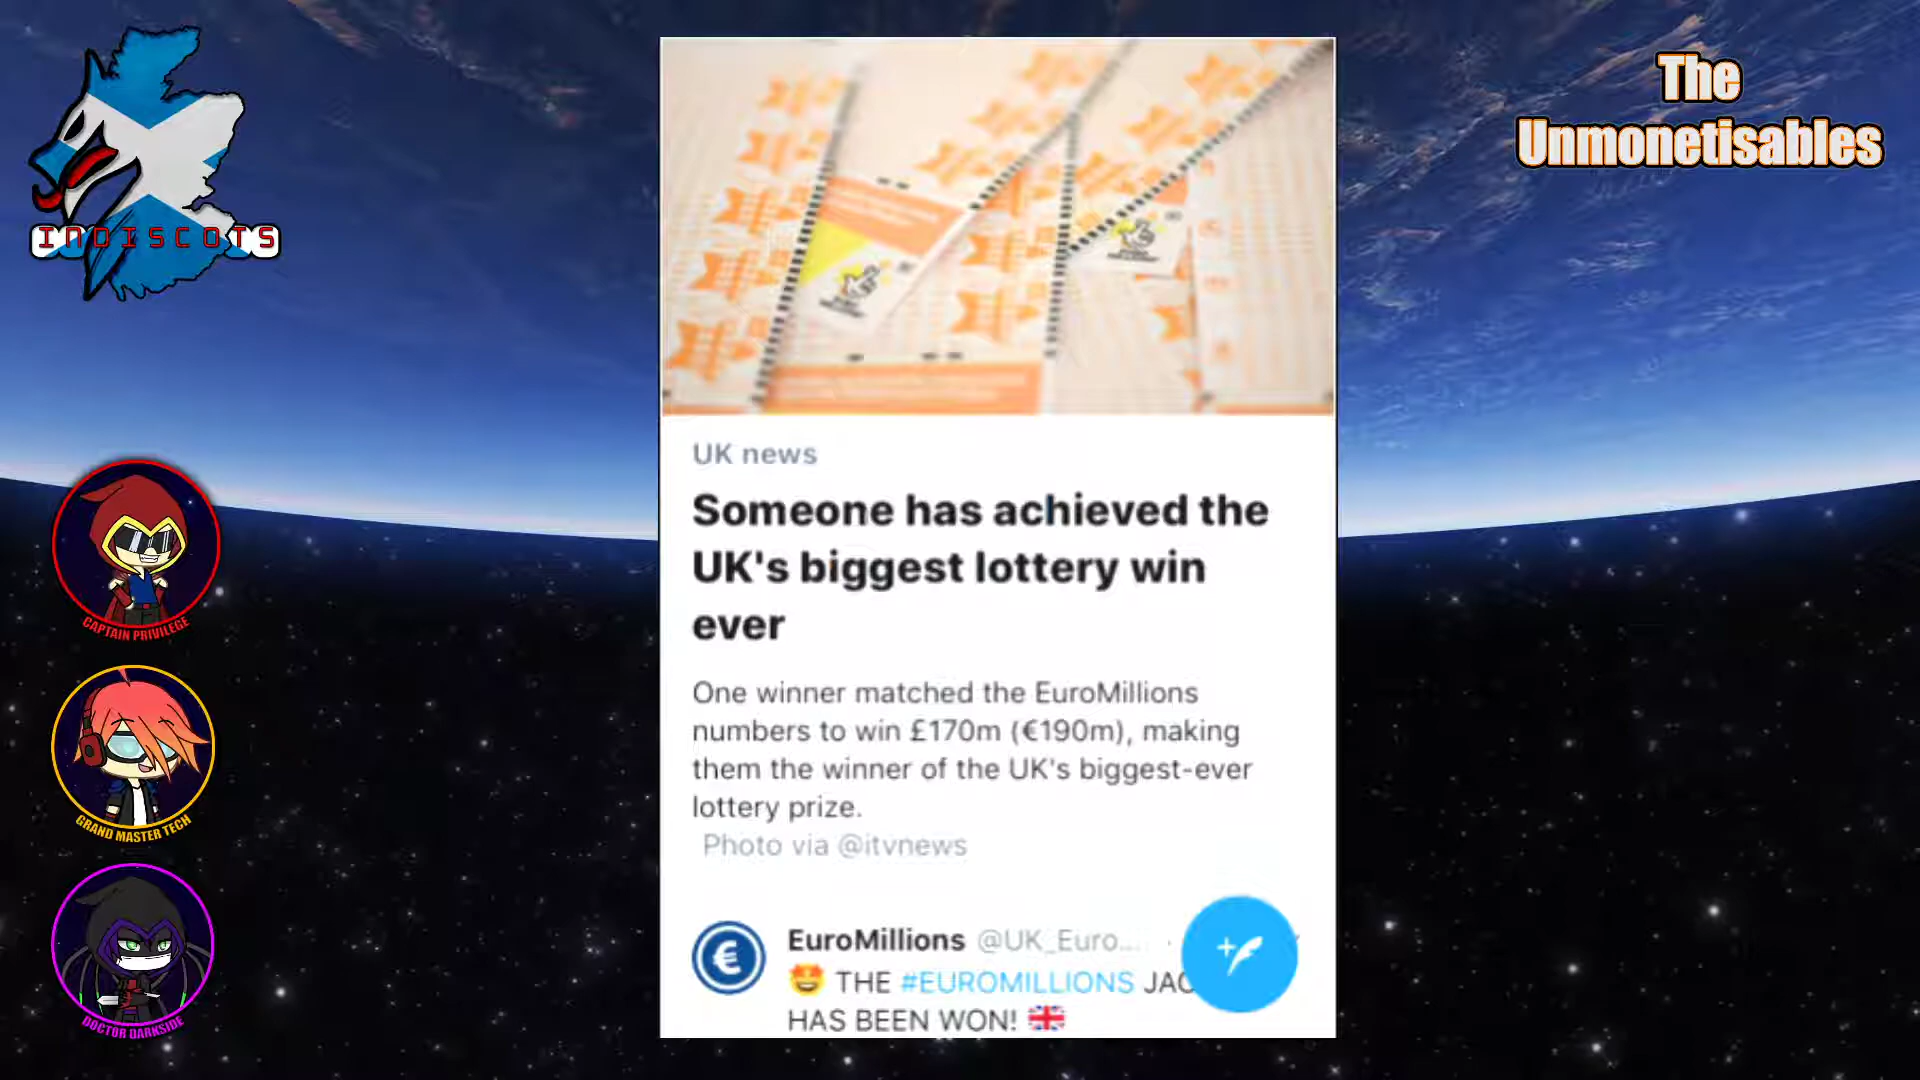 The
Unmonetisables
INDISCOTS
UK news
Someone has achieved the
UK's biggest lottery win
ever
One winner matched the EuroMillions
numbers to win £170m (€190m), making
them the winner of the UK's biggest-ever
lottery prize.
Photo via @itvnews
EuroMillions @UK_Euro... ·
🤩 THE #EUROMILLIONS JAC
HAS BEEN WON! 🇬🇧
CAPTAIN PRIVILEGE
GRAND MASTER TECH
DOCTOR DARKSIDE